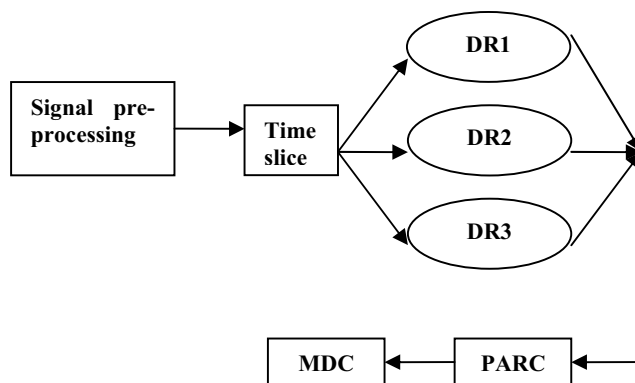 Signal pre-
processing
Time
slice
DR1
DR2
DR3
MDC
PARC